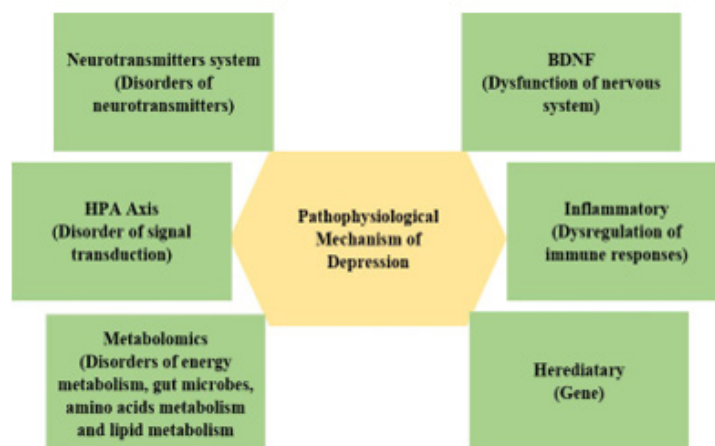 Neurotransmitters system
(Disorders of
neurotransmitters)
BDNF
(Dysfunction of nervous
system)
HPA Axis
(Disorder of signal
transduction)
Pathophysiological
Mechanism of
Depression
Inflammatory
(Dysregulation of
immune responses)
Metabolomics
(Disorders of energy
metabolism, gut microbes,
amino acids metabolism
and lipid metabolism
Herediatary
(Gene)